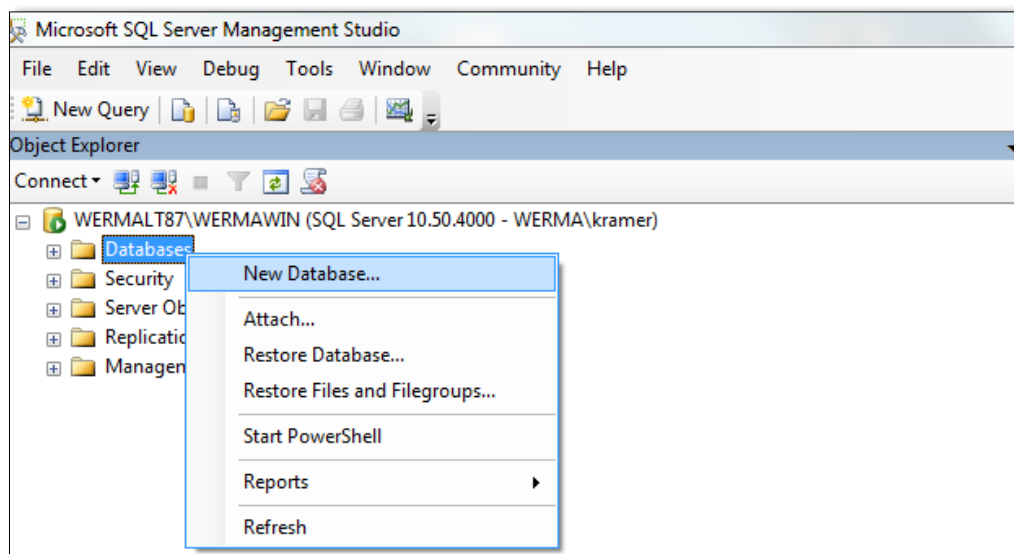 Microsoft SQL Server Management Studio
File Edit View Debug Tools Window Community Help
New Query
Object Explorer
Connect
WERMALT87\WERMAWIN (SQL Server 10.50.4000 - WERMA\kramer)
Databases
Security
Server Ob
Replicatio
Managen
New Database...
Attach...
Restore Database...
Restore Files and Filegroups...
Start PowerShell
Reports
Refresh